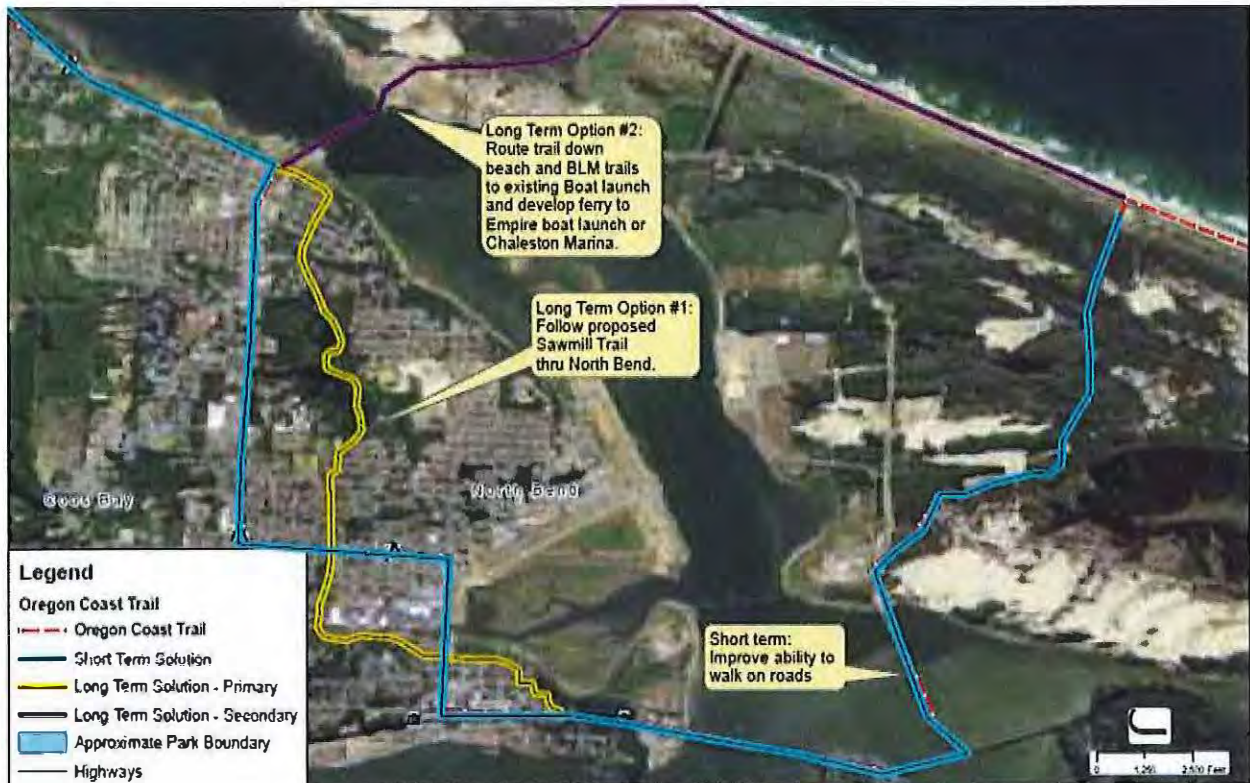 Long Term Option #2:
Route trail down
beach and BLM trails
to existing Boat launch
and develop ferry to
Empire boat launch or
Chaleston Marina.
Long Term Option #1:
Follow proposed
Sawmill Trail
thru North Bend.
Coos Bay
North Bend
Short term:
Improve ability to
walk on roads
Legend
Oregon Coast Trail
Oregon Coast Trail
Short Term Solution
Long Term Solution - Primary
Long Term Solution - Secondary
Approximate Park Boundary
Highways
0 1,250 2,500 Feet